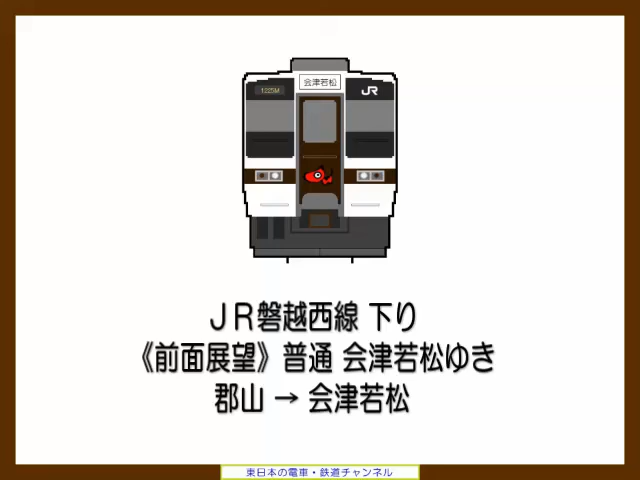 会津若松
1225M
JR
JR磐越西線 下り
《前面展望》普通 会津若松ゆき
郡山 → 会津若松
東日本の電車・鉄道チャンネル